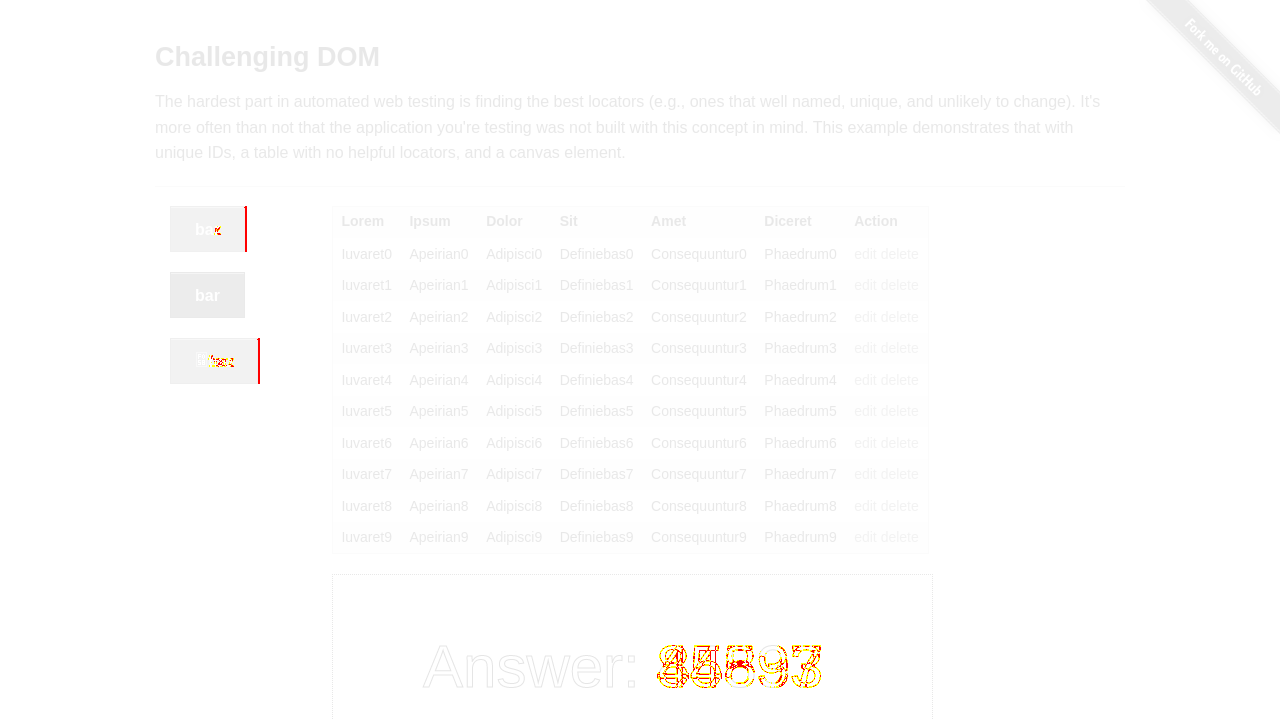 Fork me on GitHub
Challenging DOM
The hardest part in automated web testing is finding the best locators (e.g., ones that well named, unique, and unlikely to change). It's
more often than not that the application you're testing was not built with this concept in mind. This example demonstrates that with
unique IDs, a table with no helpful locators, and a canvas element.
bar
Lorem Ipsum Dolor Sit Amet Diceret Action
Iuvaret0 Apeirian0 Adipisci0 Definiebas0 Consequuntur0 Phaedrum0 edit delete
Iuvaret1 Apeirian1 Adipisci1 Definiebas1 Consequuntur1 Phaedrum1 edit delete
Iuvaret2 Apeirian2 Adipisci2 Definiebas2 Consequuntur2 Phaedrum2 edit delete
Iuvaret3 Apeirian3 Adipisci3 Definiebas3 Consequuntur3 Phaedrum3 edit delete
Iuvaret4 Apeirian4 Adipisci4 Definiebas4 Consequuntur4 Phaedrum4 edit delete
Iuvaret5 Apeirian5 Adipisci5 Definiebas5 Consequuntur5 Phaedrum5 edit delete
Iuvaret6 Apeirian6 Adipisci6 Definiebas6 Consequuntur6 Phaedrum6 edit delete
Iuvaret7 Apeirian7 Adipisci7 Definiebas7 Consequuntur7 Phaedrum7 edit delete
Iuvaret8 Apeirian8 Adipisci8 Definiebas8 Consequuntur8 Phaedrum8 edit delete
Iuvaret9 Apeirian9 Adipisci9 Definiebas9 Consequuntur9 Phaedrum9 edit delete
Answer: